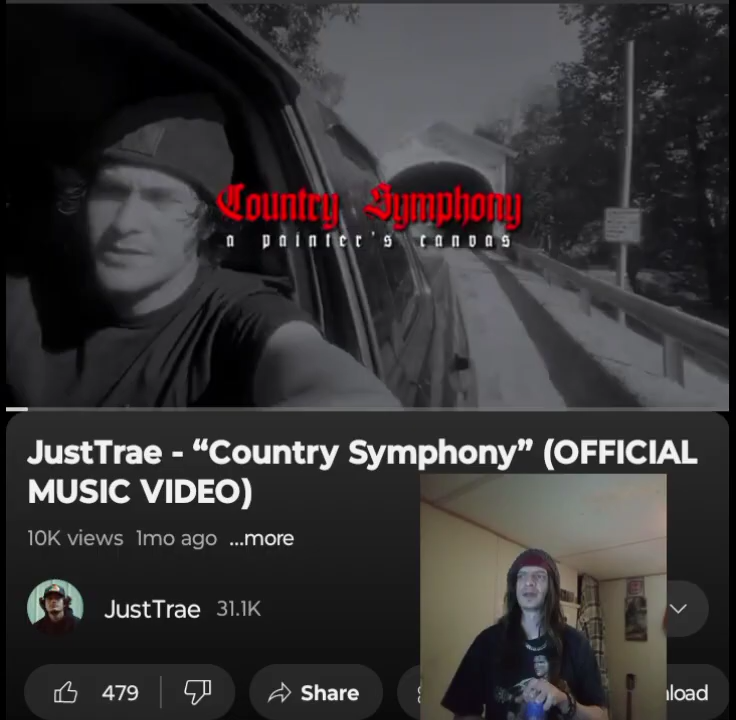 Country Symphony
a painter's canvas
JustTrae - “Country Symphony” (OFFICIAL
MUSIC VIDEO)
10K views 1mo ago ...more
JustTrae 31.1K
479 Share